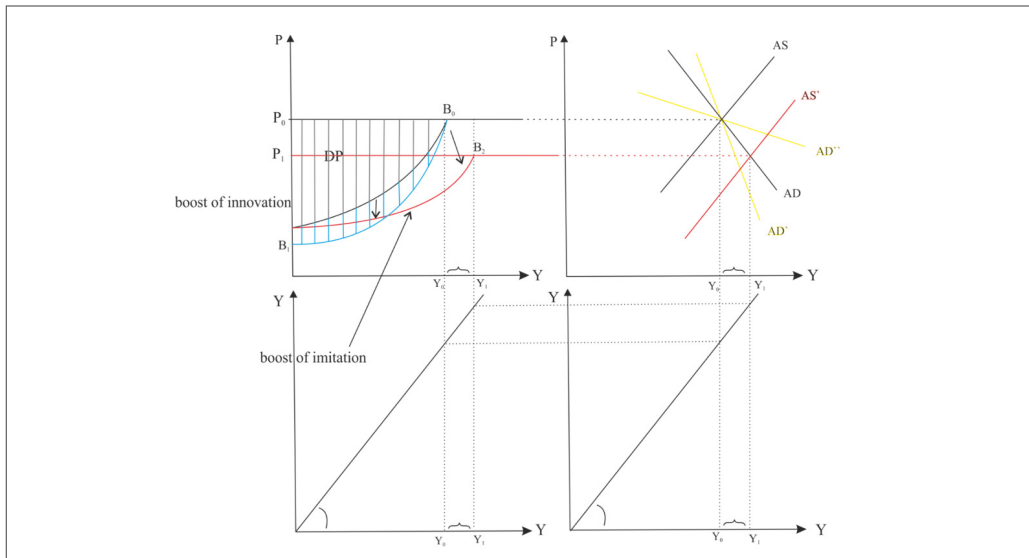 P
P₀
B₀
P₁
DP
B₂
boost of innovation
B₁
Y₀
Y₁
Y
P
AS
AS`
AD``
AD
AD`
Y₀
Y₁
Y
Y
boost of imitation
Y₀
Y₁
Y
Y
Y₀
Y₁
Y